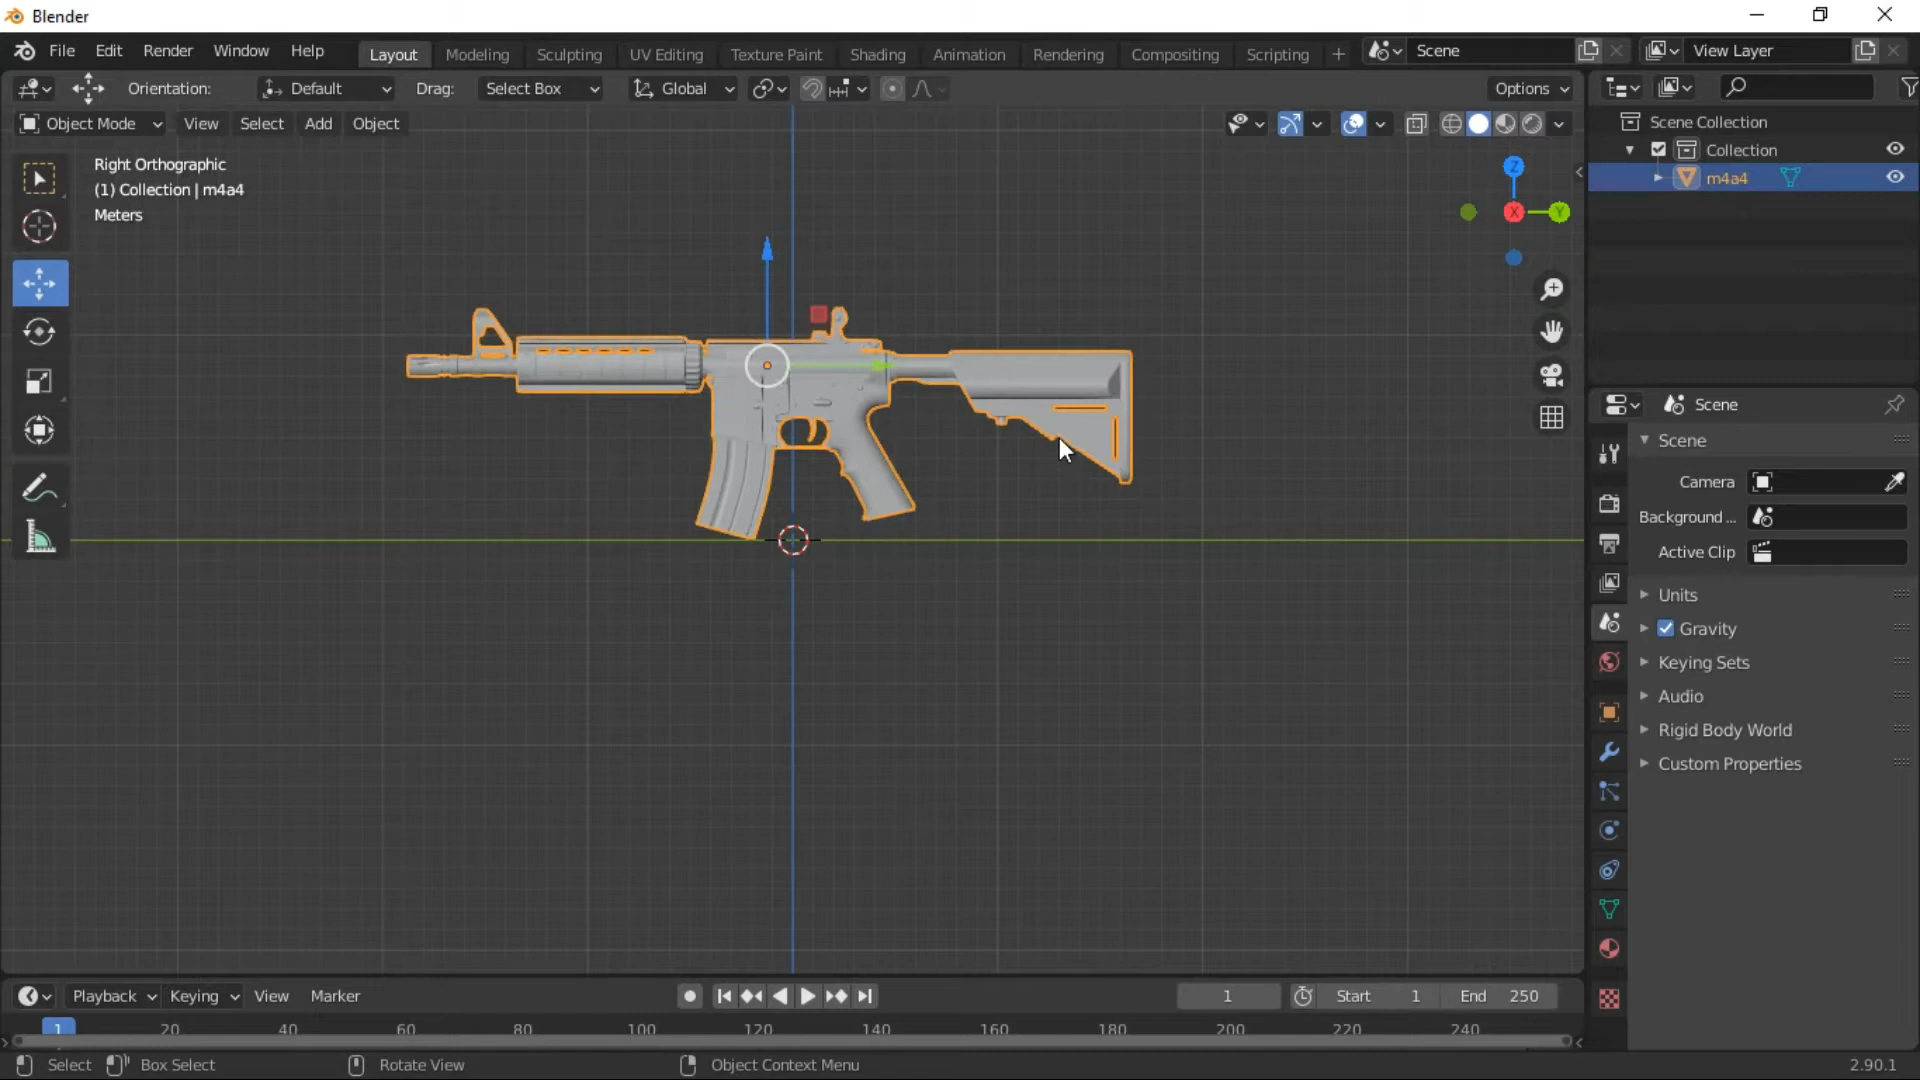 Blender
File Edit Render Window Help Layout Modeling Sculpting UV Editing Texture Paint Shading Animation Rendering Compositing Scripting + Scene View Layer
Orientation: Default Drag: Select Box Global Options
Object Mode View Select Add Object
Right Orthographic
(1) Collection | m4a4
Meters
Z
X
Y
Scene Collection
Collection
m4a4
Scene
Scene
Camera
Background ...
Active Clip
Units
Gravity
Keying Sets
Audio
Rigid Body World
Custom Properties
Playback Keying View Marker 1 Start 1 End 250
1 20 40 60 80 100 120 140 160 180 200 220 240
Select Box Select Rotate View Object Context Menu 2.90.1